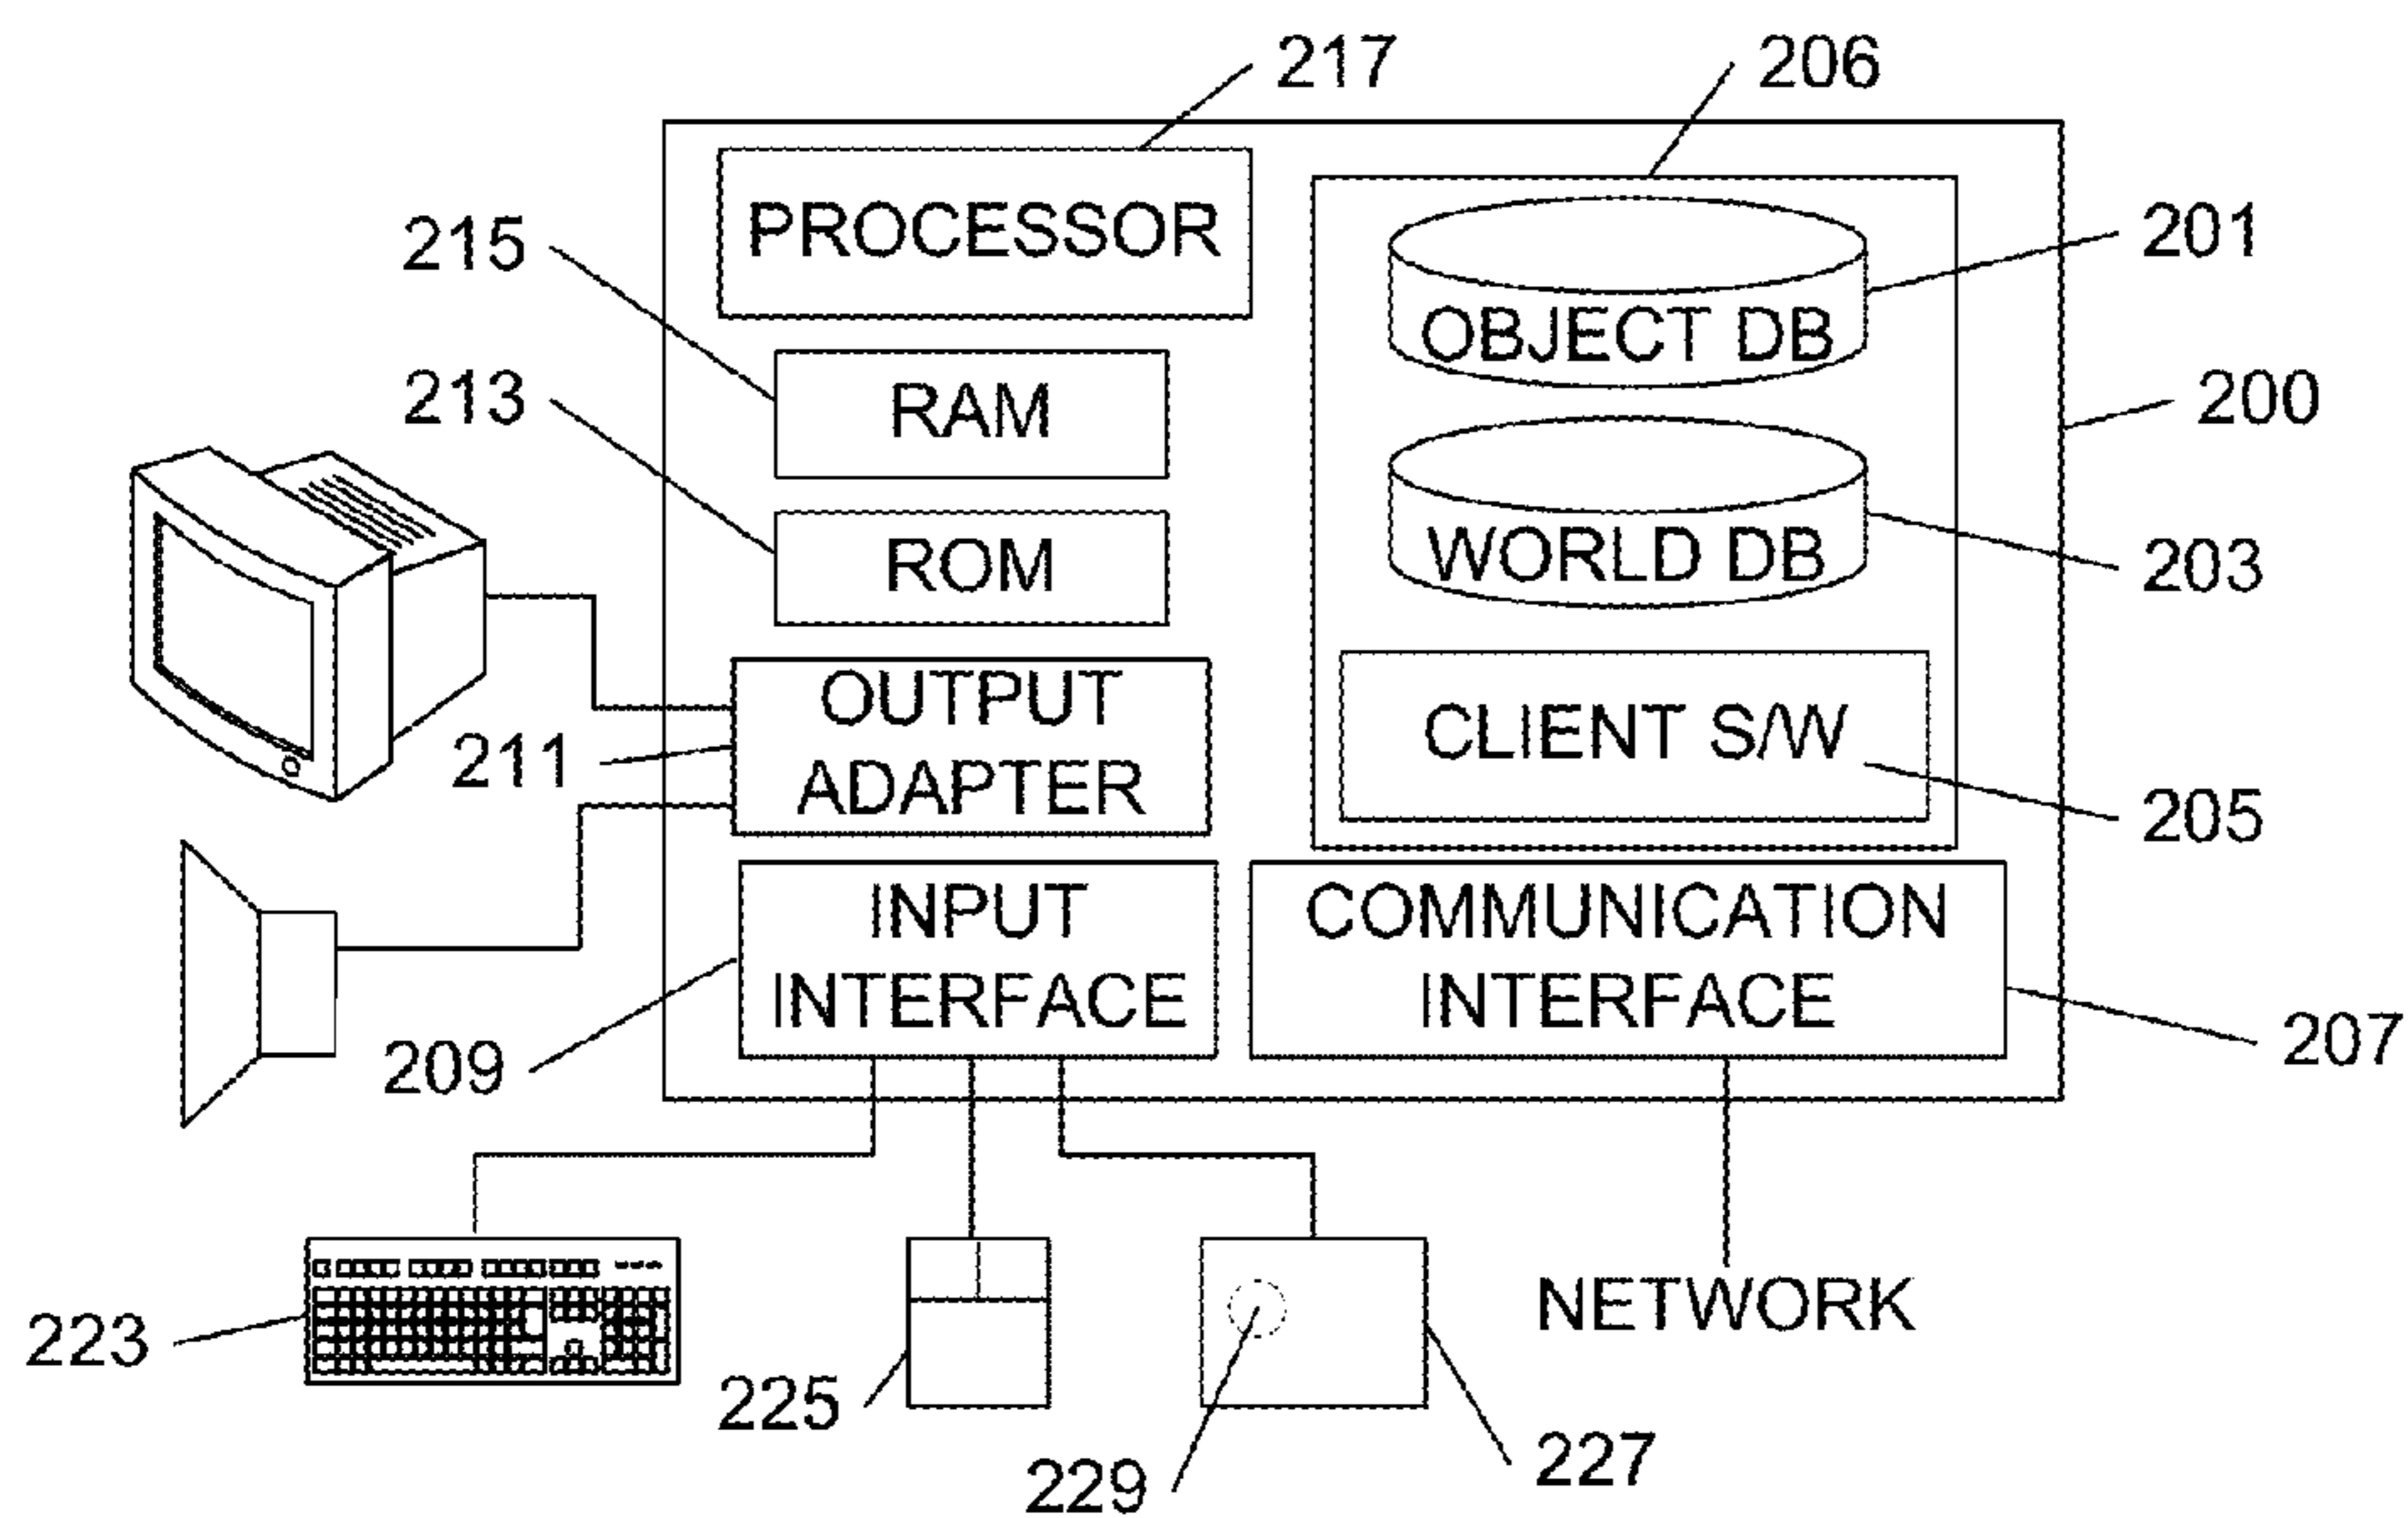 217
206
PROCESSOR
215
201
OBJECT DB
RAM
213
200
ROM
WORLD DB
203
OUTPUT
ADAPTER
211
CLIENT S/W
205
INPUT
INTERFACE
209
COMMUNICATION
INTERFACE
207
223
225
229
227
NETWORK